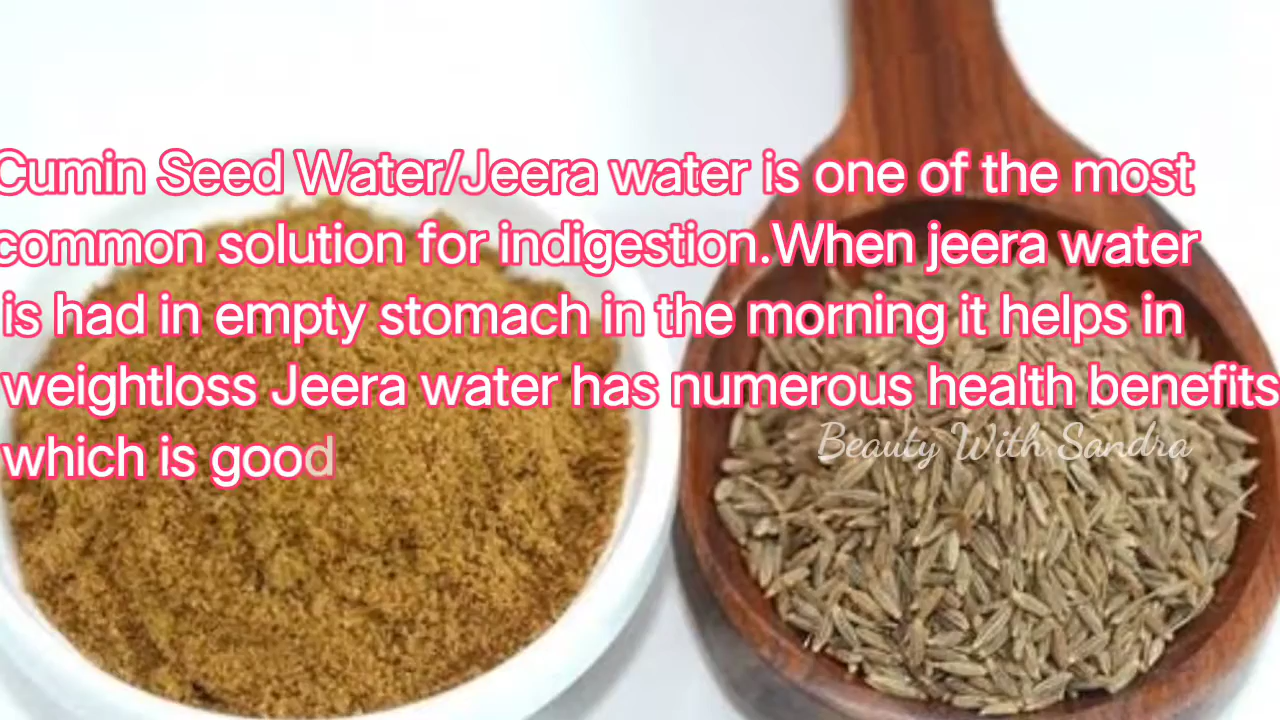 Cumin Seed Water/Jeera water is one of the most
common solution for indigestion.When jeera water
is had in empty stomach in the morning it helps in
weightloss Jeera water has numerous health benefits
Beauty With Sandra
which is good